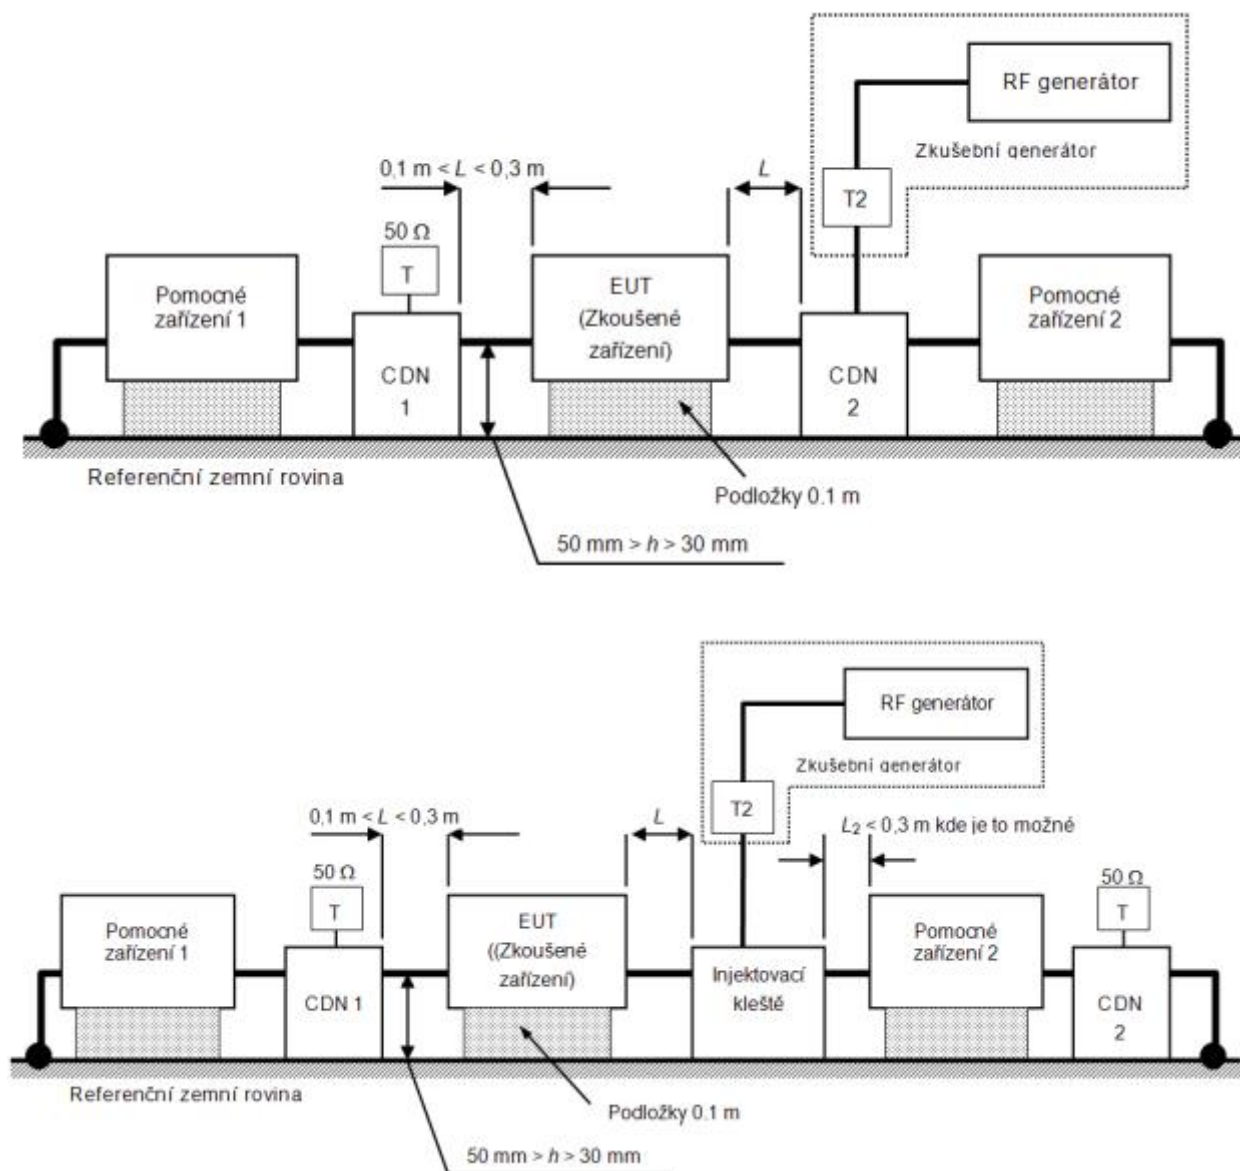 RF generátor
Zkušební generátor
0,1 m < L < 0,3 m
L
T2
50 Ω
T
Pomocné
zařízení 1
EUT
(Zkoušené
zařízení)
Pomocné
zařízení 2
CDN
1
CDN
2
Referenční zemní rovina
Podložky 0.1 m
50 mm > h > 30 mm
RF generátor
Zkušební generátor
T2
0,1 m < L < 0,3 m
L
L2 < 0,3 m kde je to možné
50 Ω
T
50 Ω
T
Pomocné
zařízení 1
EUT
((Zkoušené
zařízení)
Pomocné
zařízení 2
Injektovací
kleště
CDN 1
CDN
2
Referenční zemní rovina
Podložky 0.1 m
50 mm > h > 30 mm